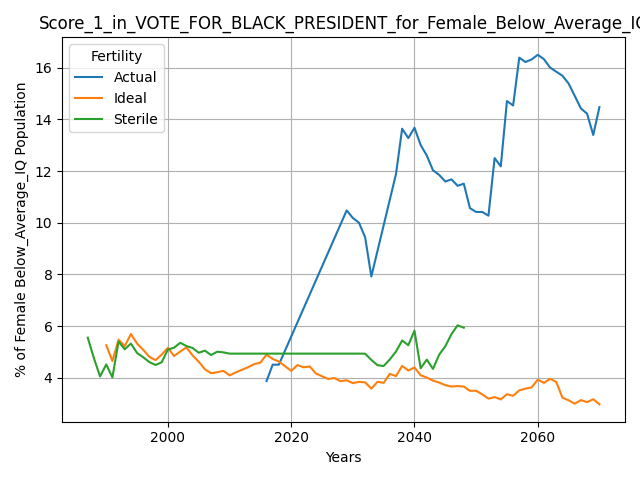 Score_1_in_VOTE_FOR_BLACK_PRESIDENT_for_Female_Below_Average_IQ
Fertility
Actual
Ideal
Sterile
16
14
12
10
8
6
4
% of Female Below_Average_IQ Population
2000
2020
2040
2060
Years